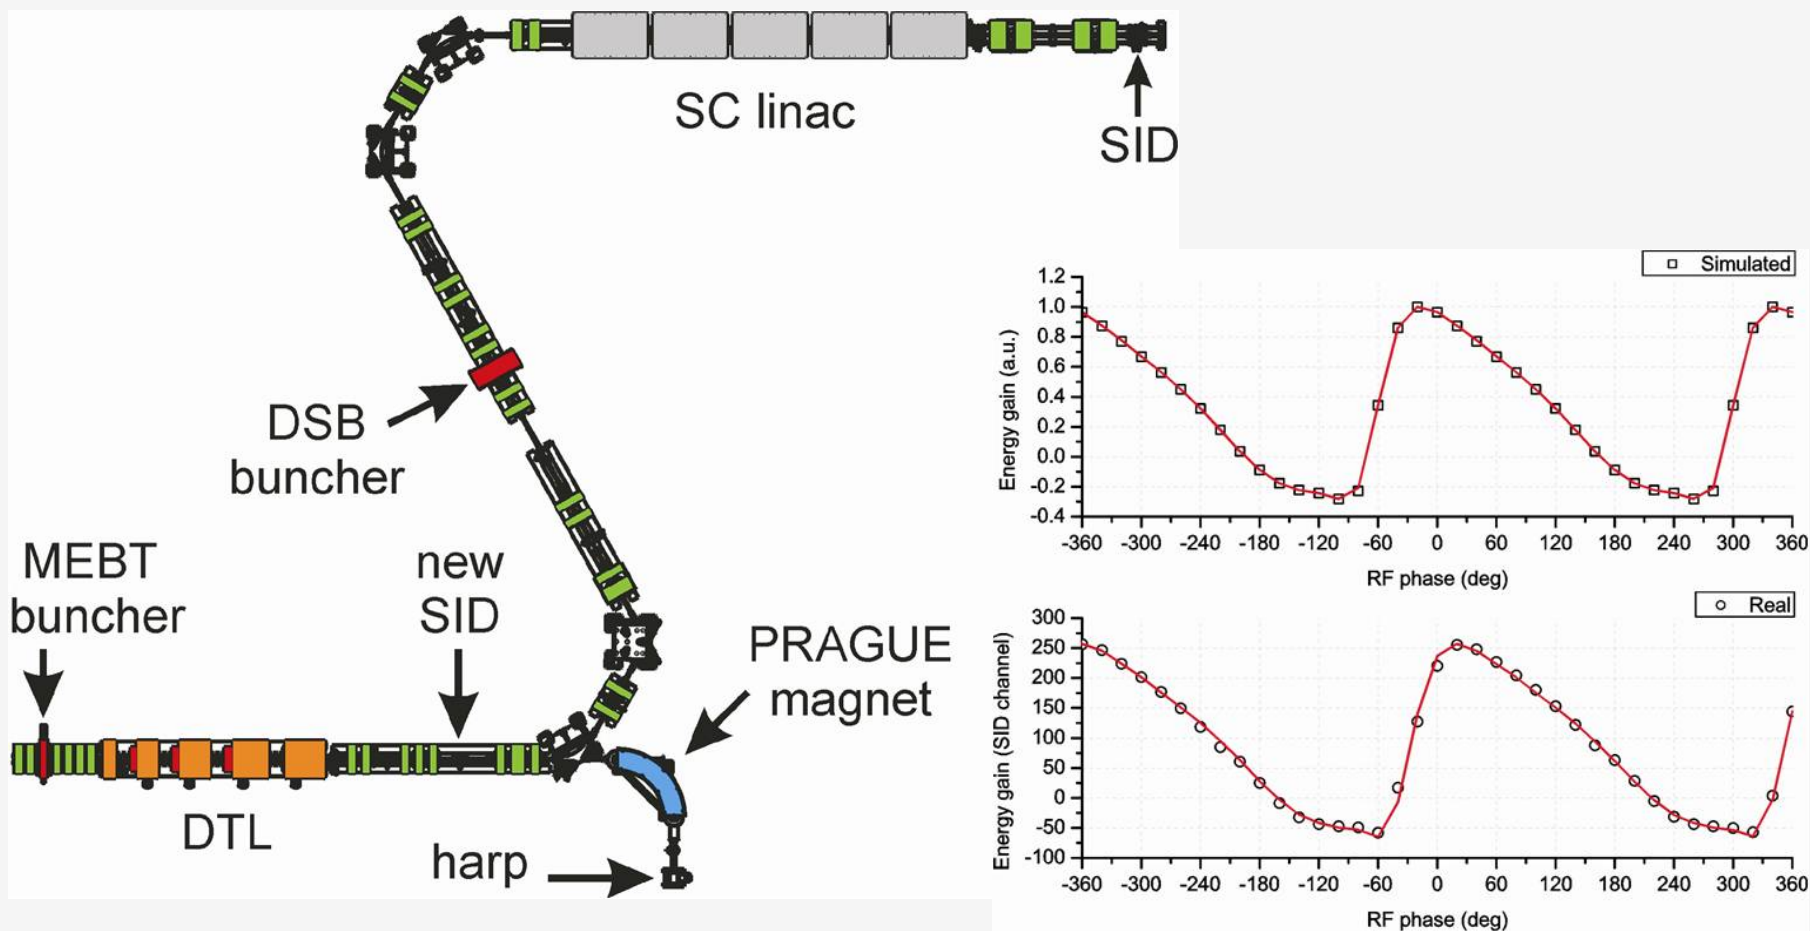 SC linac
SID
DSB
buncher
MEBT
buncher
new
SID
PRAGUE
magnet
DTL
harp
Simulated
Energy gain (a.u.)
1.2
1.0
0.8
0.6
0.4
0.2
0.0
-0.2
-0.4
-360 -300 -240 -180 -120 -60 0 60 120 180 240 300 360
RF phase (deg)
Real
Energy gain (SID channel)
300
250
200
150
100
50
0
-50
-100
-360 -300 -240 -180 -120 -60 0 60 120 180 240 300 360
RF phase (deg)